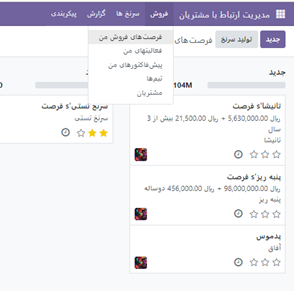 مدیریت ارتباط با مشتریان
فروش
سرنخ ها
گزارش
پیکربندی
جدید
تولید سرنخ
فرصت های
فرصت‌های فروش من
فعالیتهای من
پیش‌فاکتورهای من
تیم‌ها
مشتریان
جدید
104M
تانیشا's فرصت
ریال 5,630,000.00 + ریال 21,500.00 بیش از 3
تانیشا
پنبه ریز's فرصت
ریال 98,000,000.00 + ریال 456,000.00 دوساله
پنبه ریز
پدموس
آفاق
سرنخ تستی's فرصت
سرنخ تستی